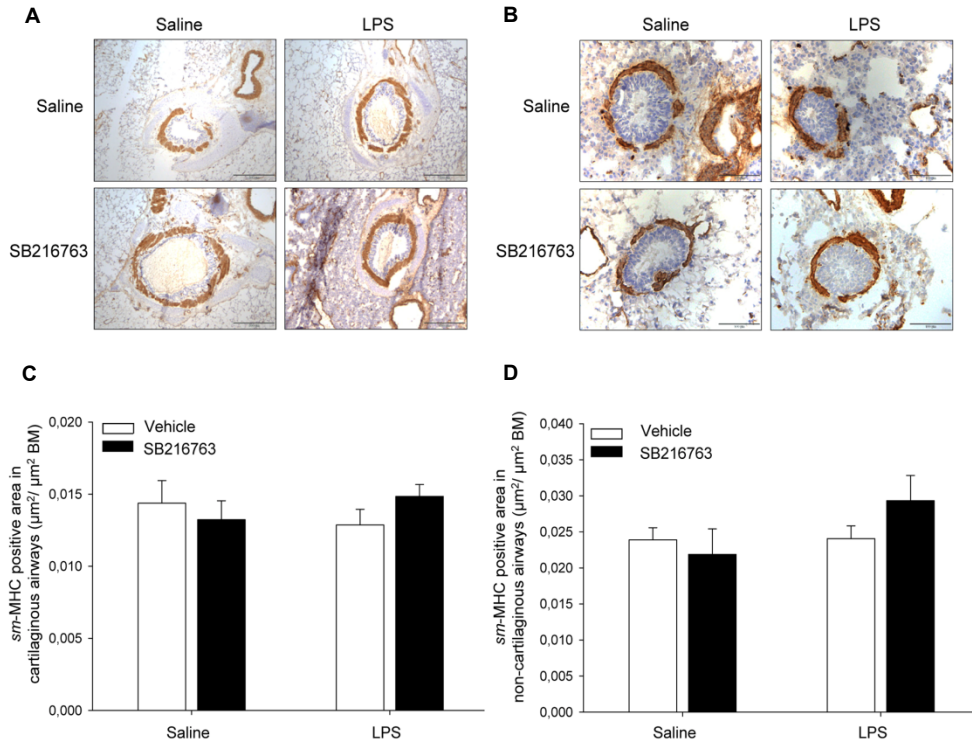 A
Saline
LPS
Saline
SB216763
B
Saline
LPS
Saline
SB216763
C
sm-MHC positive area in
cartilaginous airways (µm²/ µm² BM)
0,020
0,015
0,010
0,005
0,000
Vehicle
SB216763
Saline
LPS
D
sm-MHC positive area in
non-cartilaginous airways (µm²/ µm² BM)
0,040
0,035
0,030
0,025
0,020
0,015
0,010
0,005
0,000
Vehicle
SB216763
Saline
LPS